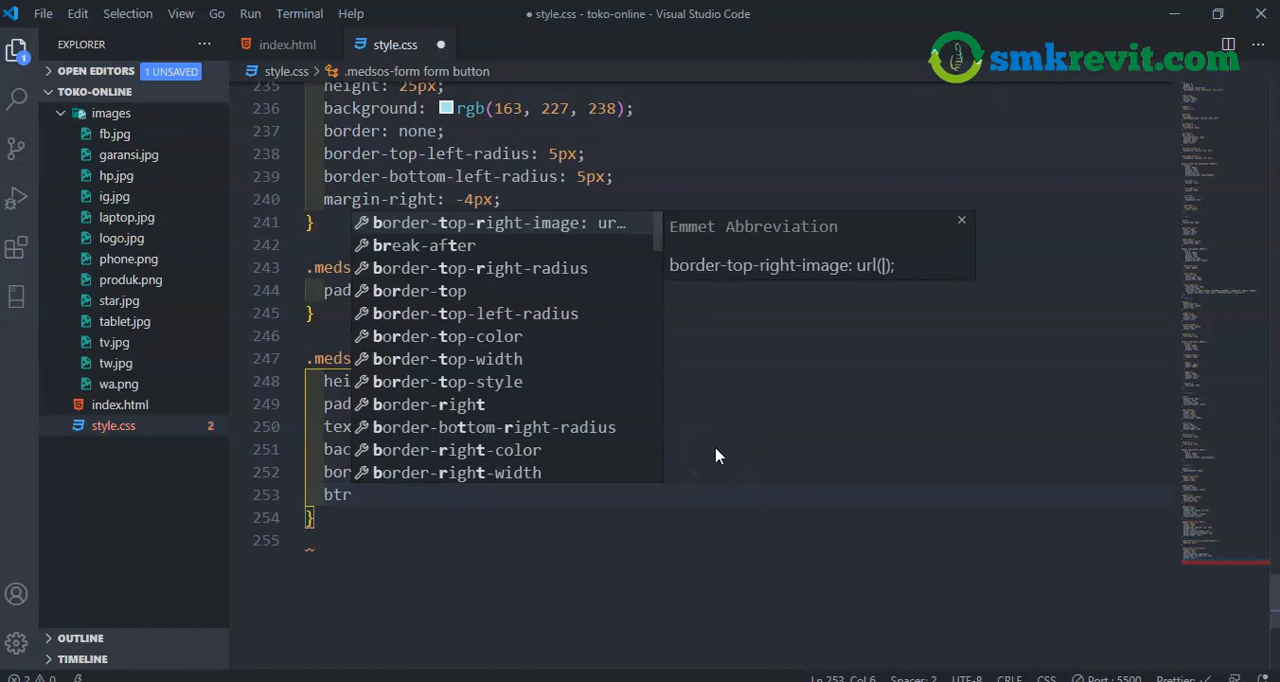 File Edit Selection View Go Run Terminal Help
style.css - toko-online - Visual Studio Code
smkrevit.com
EXPLORER
index.html
style.css
OPEN EDITORS 1 UNSAVED
style.css > .medsos-form form button
TOKO-ONLINE
images
fb.jpg
garansi.jpg
hp.jpg
ig.jpg
laptop.jpg
logo.jpg
phone.png
produk.png
star.jpg
tablet.jpg
tv.jpg
tw.jpg
wa.png
index.html
style.css 2
OUTLINE
TIMELINE
235 height: 25px;
236 background: rgb(163, 227, 238);
237 border: none;
238 border-top-left-radius: 5px;
239 border-bottom-left-radius: 5px;
240 margin-right: -4px;
241 }
242
243 .meds
244 pad
245 }
246
247 .meds
248 hei
249 pad
250 tex
251 bac
252 bor
253 btr
254 }
255
border-top-right-image: ur…
break-after
border-top-right-radius
border-top
border-top-left-radius
border-top-color
border-top-width
border-top-style
border-right
border-bottom-right-radius
border-right-color
border-right-width
Emmet Abbreviation
border-top-right-image: url(|);
2 0 Ln 253, Col 6 Spaces: 2 UTF-8 CRLF CSS Port : 5500 Prettier